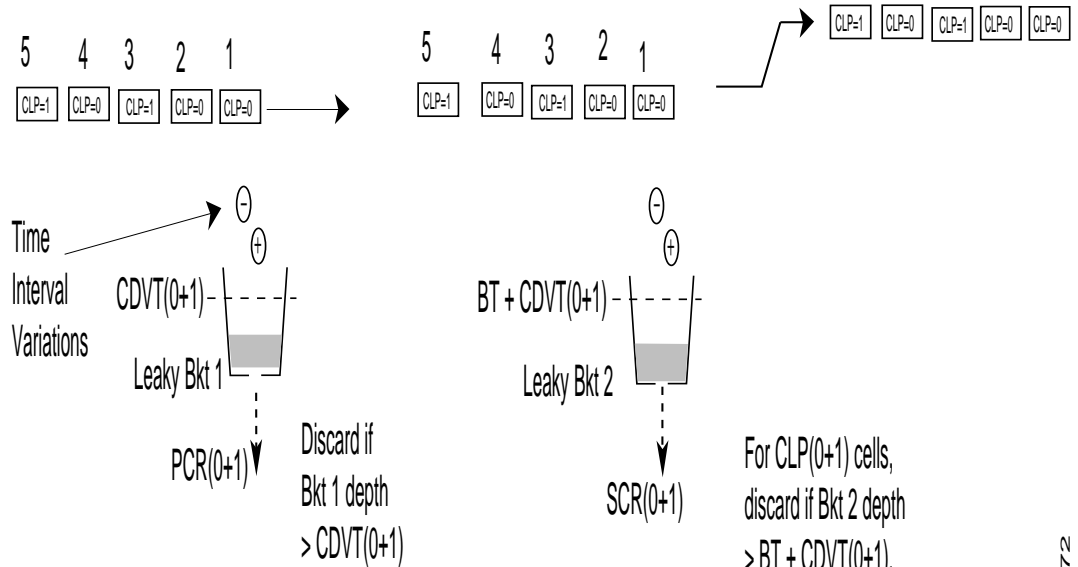 CLP=1 CLP=0 CLP=1 CLP=0 CLP=0
5 4 3 2 1
CLP=1 CLP=0 CLP=1 CLP=0 CLP=0
5 4 3 2 1
CLP=1 CLP=0 CLP=1 CLP=0 CLP=0
Time
Interval
Variations
-
+
CDVT(0+1)
Leaky Bkt 1
PCR(0+1)
Discard if
Bkt 1 depth
> CDVT(0+1)
-
+
BT + CDVT(0+1)
Leaky Bkt 2
SCR(0+1)
For CLP(0+1) cells,
discard if Bkt 2 depth
> BT + CDVT(0+1).
72